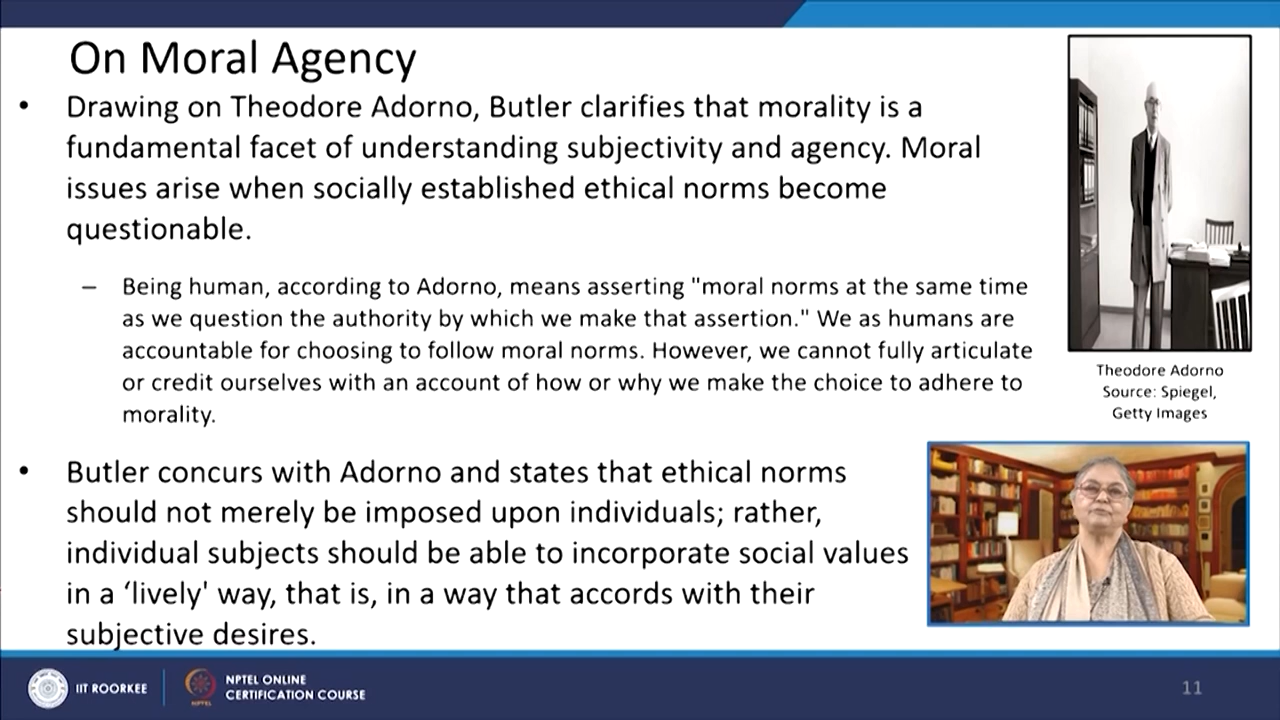 On Moral Agency
• Drawing on Theodore Adorno, Butler clarifies that morality is a
fundamental facet of understanding subjectivity and agency. Moral
issues arise when socially established ethical norms become
questionable.
– Being human, according to Adorno, means asserting "moral norms at the same time
as we question the authority by which we make that assertion." We as humans are
accountable for choosing to follow moral norms. However, we cannot fully articulate
or credit ourselves with an account of how or why we make the choice to adhere to
morality.
• Butler concurs with Adorno and states that ethical norms
should not merely be imposed upon individuals; rather,
individual subjects should be able to incorporate social values
in a ‘lively' way, that is, in a way that accords with their
subjective desires.
Theodore Adorno
Source: Spiegel,
Getty Images
IIT ROORKEE
NPTEL
NPTEL ONLINE
CERTIFICATION COURSE
11